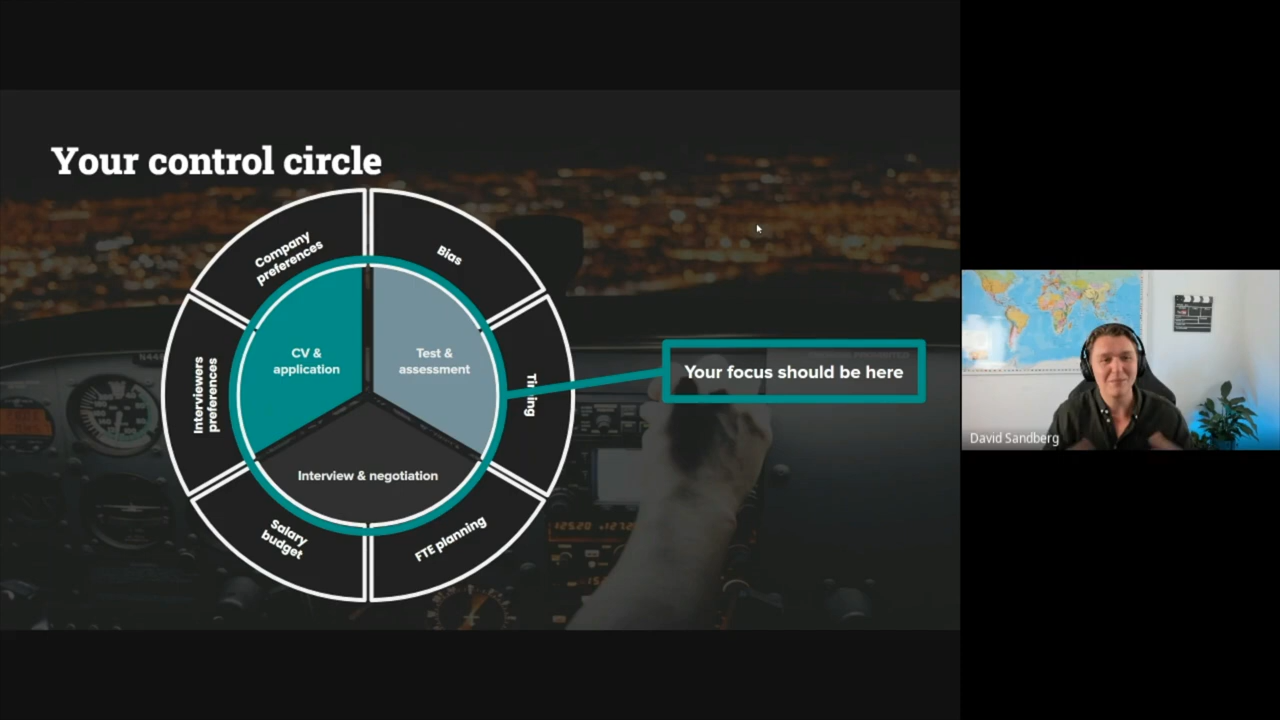 Your control circle
Company
preferences
Bias
Interviewers
preferences
CV &
application
Test &
assessment
Timing
Your focus should be here
Interview & negotiation
Salary
budget
FTE planning
David Sandberg